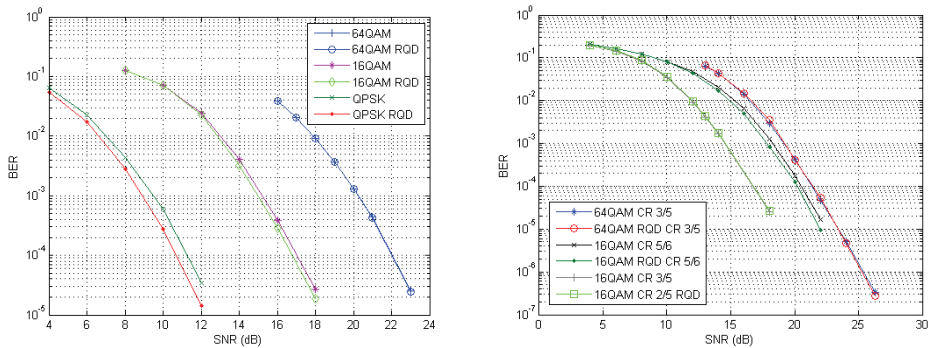 10^0
10^-1
10^-2
10^-3
10^-4
10^-5
BER
4 6 8 10 12 14 16 18 20 22 24
SNR (dB)
64QAM
64QAM RQD
16QAM
16QAM RQD
QPSK
QPSK RQD
10^0
10^-1
10^-2
10^-3
10^-4
10^-5
10^-6
10^-7
BER
0 5 10 15 20 25 30
SNR (dB)
64QAM CR 3/5
64QAM RQD CR 3/5
16QAM CR 5/6
16QAM RQD CR 5/6
16QAM CR 3/5
16QAM CR 2/5 RQD